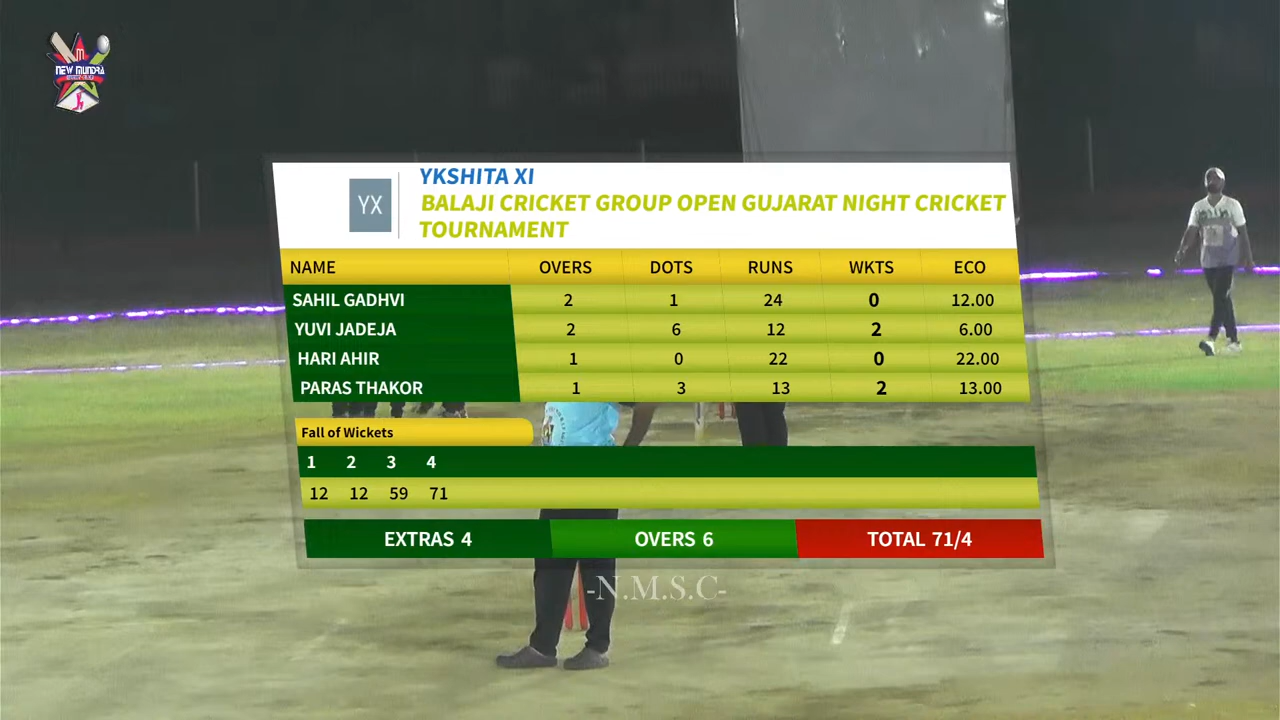 NEW MUNDRA
YKSHITA XI
YX
BALAJI CRICKET GROUP OPEN GUJARAT NIGHT CRICKET
TOURNAMENT
NAME OVERS DOTS RUNS WKTS ECO
SAHIL GADHVI 2 1 24 0 12.00
YUVI JADEJA 2 6 12 2 6.00
HARI AHIR 1 0 22 0 22.00
PARAS THAKOR 1 3 13 2 13.00
Fall of Wickets
1 2 3 4
12 12 59 71
EXTRAS 4 OVERS 6 TOTAL 71/4
-N.M.S.C-